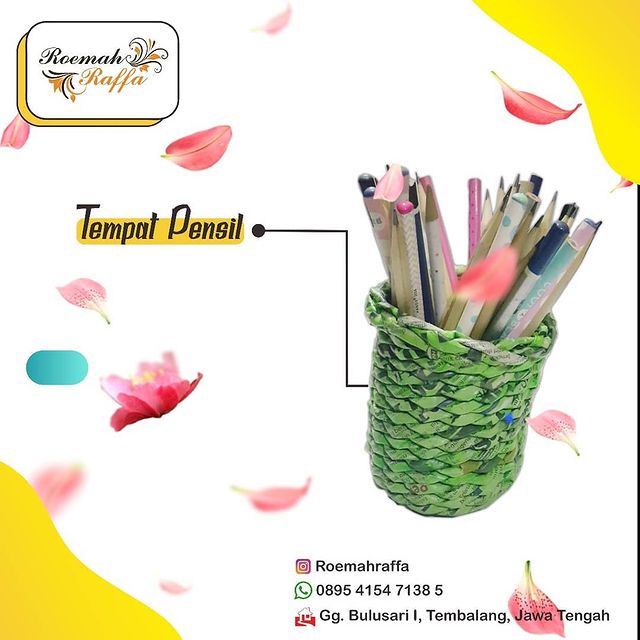 Roemah
Raffa
Tempat Pensil
Roemahraffa
0895 4154 7138 5
Gg. Bulusari I, Tembalang, Jawa Tengah